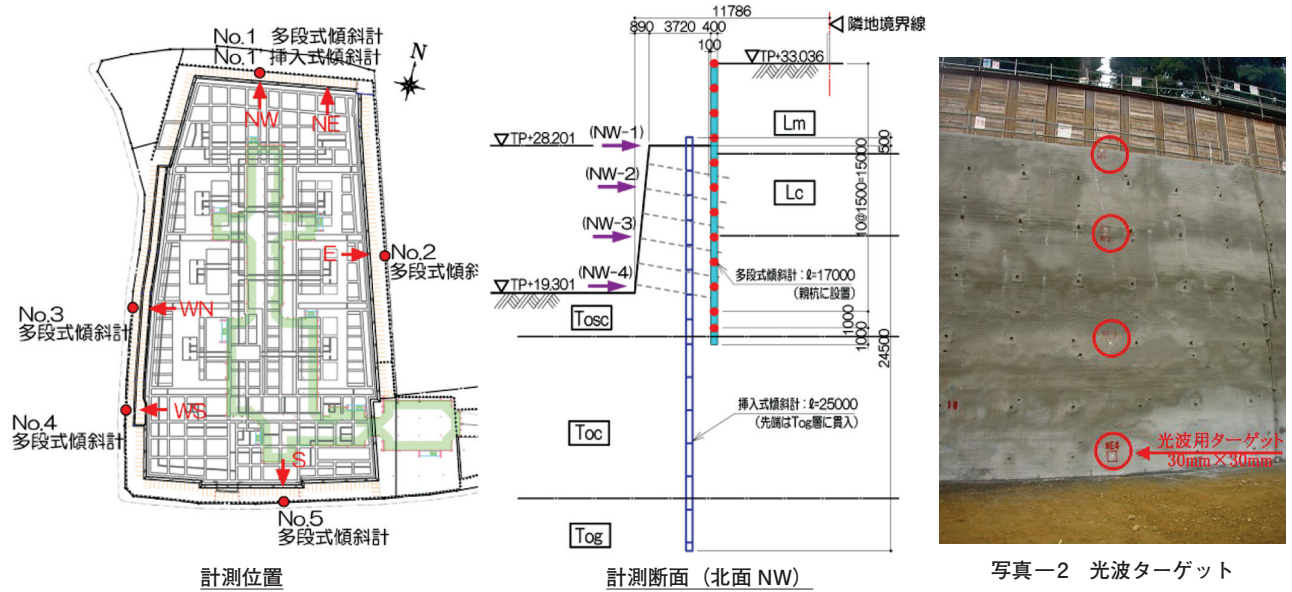 No.1 多段式傾斜計
No.1 挿入式傾斜計
N
NW
NE
E
No.2
多段式傾斜
No.3
多段式傾斜計
WN
No.4
多段式傾斜計
WS
S
No.5
多段式傾斜計
計測位置
11786
890 3720 400
100
隣地境界線
▽TP+33.036
Lm
▽TP+28.201
(NW-1)
(NW-2)
(NW-3)
(NW-4)
▽TP+19.301
Lc
500
10@1500=15000
1000
1000
24500
多段式傾斜計:ℓ=17000
(親杭に設置)
Tosc
挿入式傾斜計:ℓ=25000
(先端はTog層に貫入)
Toc
Tog
計測断面(北面 NW)
光波用ターゲット
30mm×30mm
写真－2 光波ターゲット